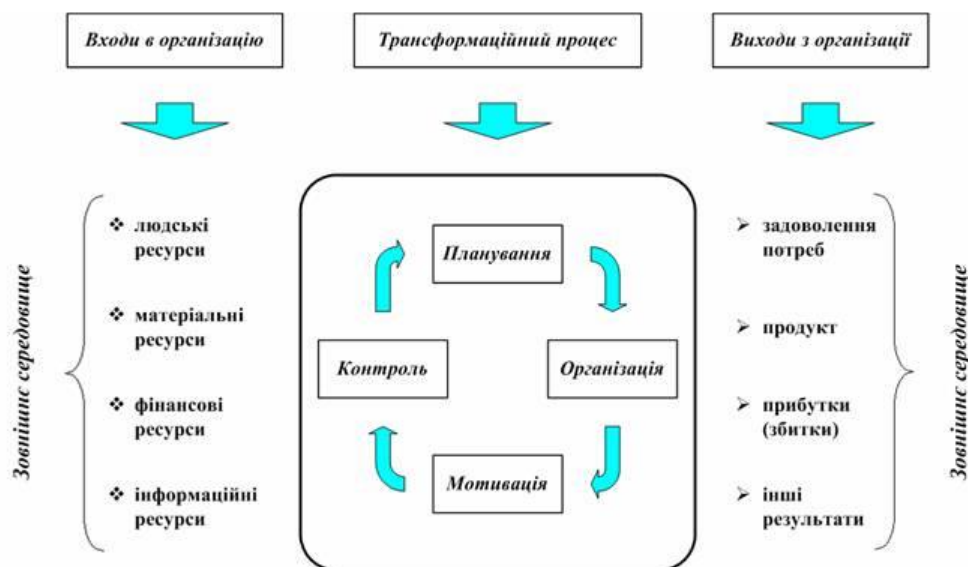 Входи в організацію
Трансформаційний процес
Виходи з організації
Зовнішнє середовище
❖ людські
ресурси
❖ матеріальні
ресурси
❖ фінансові
ресурси
❖ інформаційні
ресурси
Планування
Організація
Мотивація
Контроль
➢ задоволення
потреб
➢ продукт
➢ прибутки
(збитки)
➢ інші
результати
Зовнішнє середовище